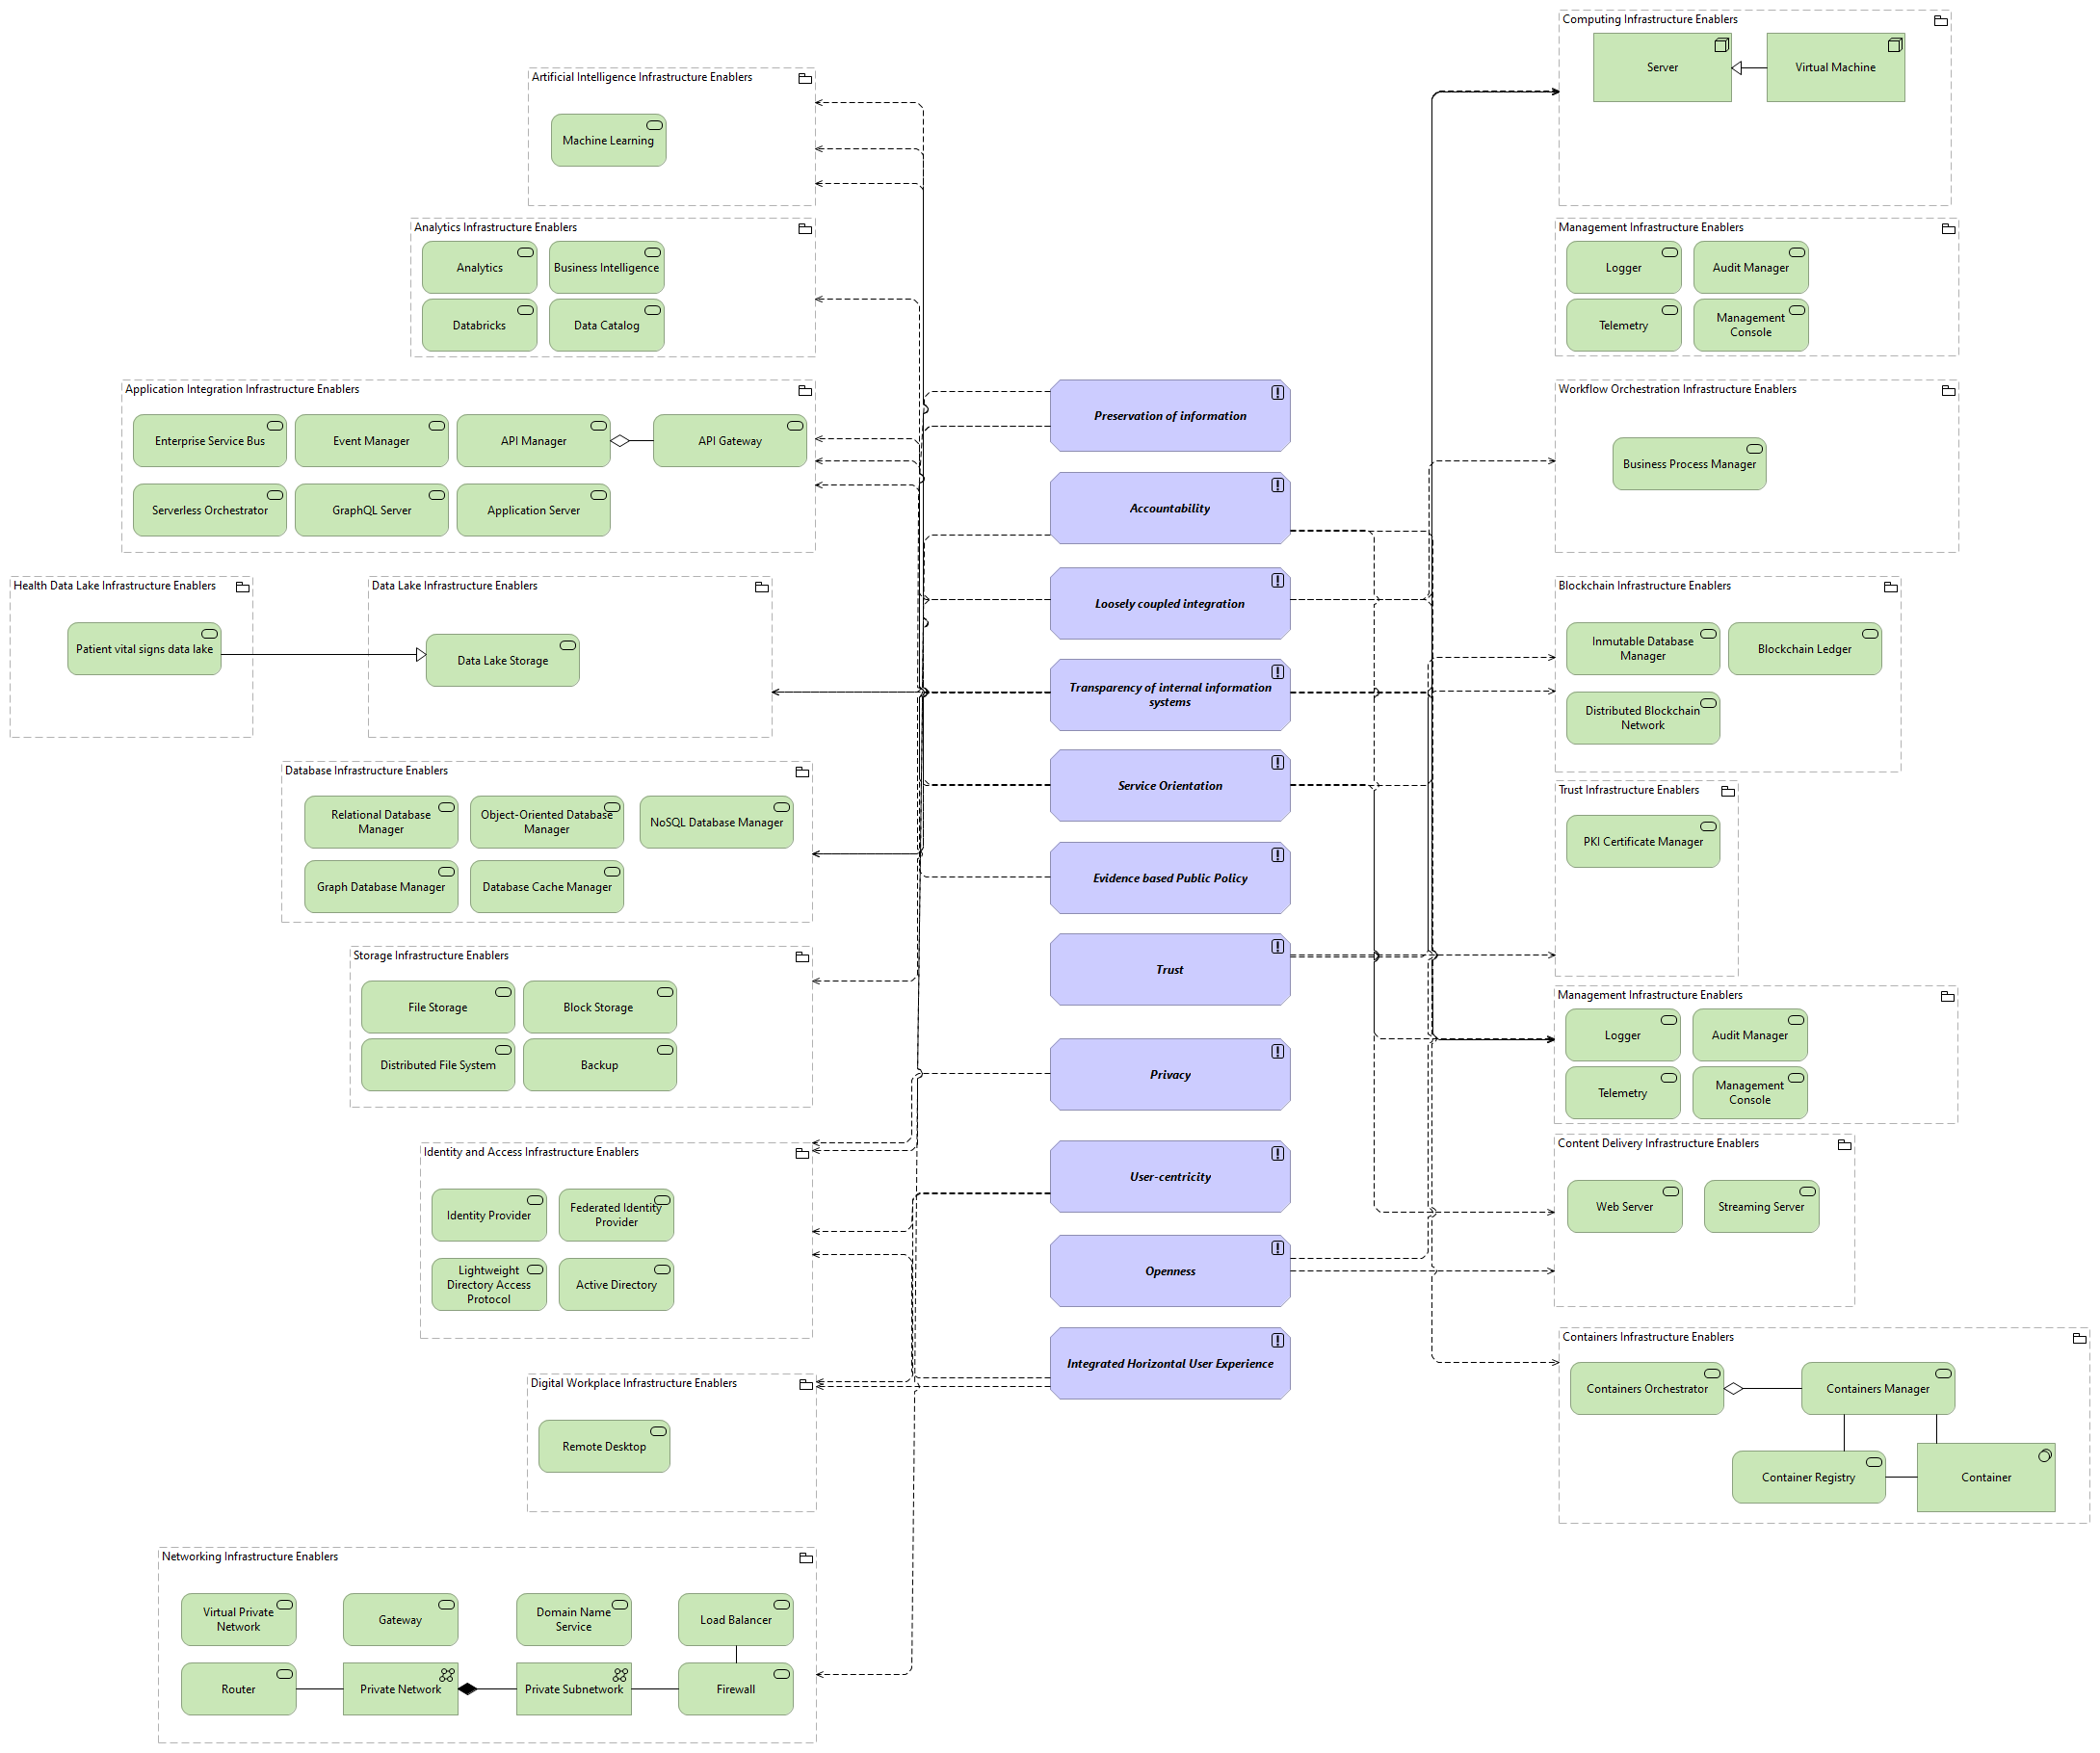 Computing Infrastructure Enablers
Server
Virtual Machine
Artificial Intelligence Infrastructure Enablers
Machine Learning
Analytics Infrastructure Enablers
Analytics
Business Intelligence
Databricks
Data Catalog
Management Infrastructure Enablers
Logger
Audit Manager
Telemetry
Management
Console
Application Integration Infrastructure Enablers
Enterprise Service Bus
Event Manager
API Manager
API Gateway
Serverless Orchestrator
GraphQL Server
Application Server
Preservation of information
Accountability
Loosely coupled integration
Transparency of internal information
systems
Service Orientation
Evidence based Public Policy
Trust
Privacy
User-centricity
Openness
Integrated Horizontal User Experience
Workflow Orchestration Infrastructure Enablers
Business Process Manager
Health Data Lake Infrastructure Enablers
Patient vital signs data lake
Data Lake Infrastructure Enablers
Data Lake Storage
Blockchain Infrastructure Enablers
Inmutable Database
Manager
Blockchain Ledger
Distributed Blockchain
Network
Database Infrastructure Enablers
Relational Database
Manager
Object-Oriented Database
Manager
NoSQL Database Manager
Graph Database Manager
Database Cache Manager
Trust Infrastructure Enablers
PKI Certificate Manager
Storage Infrastructure Enablers
File Storage
Block Storage
Distributed File System
Backup
Management Infrastructure Enablers
Logger
Audit Manager
Telemetry
Management
Console
Identity and Access Infrastructure Enablers
Identity Provider
Federated Identity
Provider
Lightweight
Directory Access
Protocol
Active Directory
Content Delivery Infrastructure Enablers
Web Server
Streaming Server
Digital Workplace Infrastructure Enablers
Remote Desktop
Containers Infrastructure Enablers
Containers Orchestrator
Containers Manager
Container Registry
Container
Networking Infrastructure Enablers
Virtual Private
Network
Gateway
Domain Name
Service
Load Balancer
Router
Private Network
Private Subnetwork
Firewall